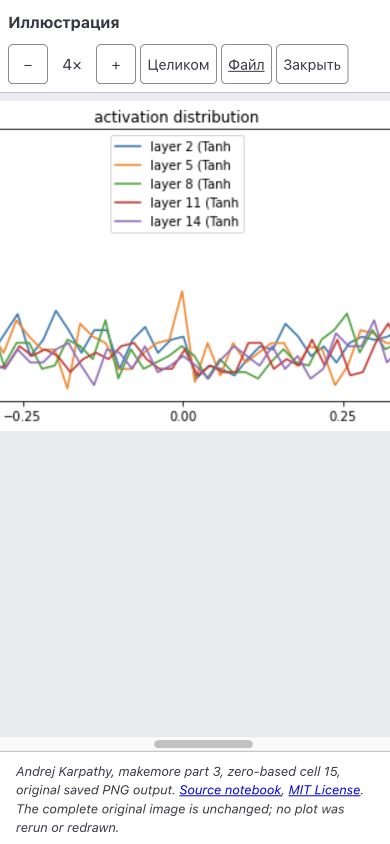 Иллюстрация
− 4× + Целиком Файл Закрыть
activation distribution
layer 2 (Tanh
layer 5 (Tanh
layer 8 (Tanh
layer 11 (Tanh
layer 14 (Tanh
−0.25 0.00 0.25
Andrej Karpathy, makemore part 3, zero-based cell 15,
original saved PNG output. Source notebook, MIT License.
The complete original image is unchanged; no plot was
rerun or redrawn.